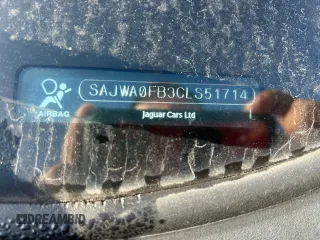 SAJWA0FB3CLS51714
AIRBAG
Jaguar Cars Ltd
DREAMBID